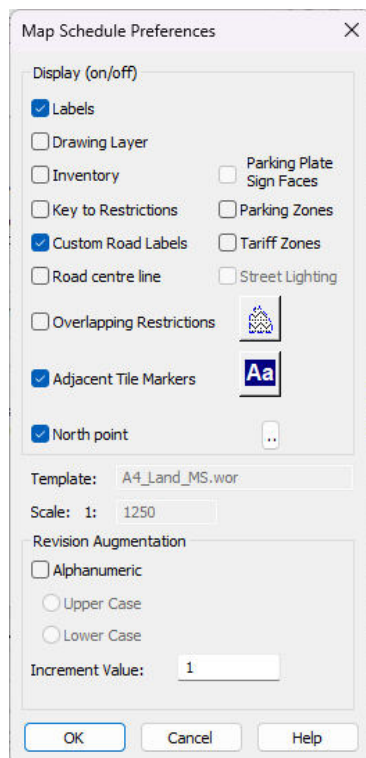 Map Schedule Preferences
Display (on/off)
Labels
Drawing Layer
Inventory
Parking Plate
Sign Faces
Key to Restrictions
Parking Zones
Custom Road Labels
Tariff Zones
Road centre line
Street Lighting
Overlapping Restrictions
Adjacent Tile Markers
Aa
North point
..
Template: A4_Land_MS.wor
Scale: 1: 1250
Revision Augmentation
Alphanumeric
Upper Case
Lower Case
Increment Value: 1
OK Cancel Help